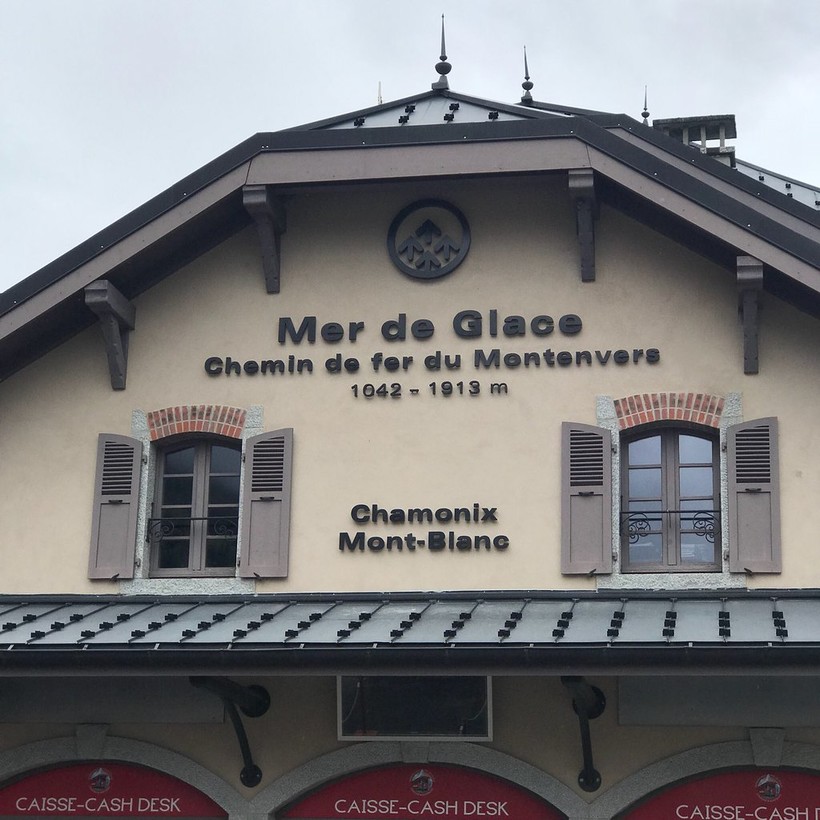 Mer de Glace
Chemin de fer du Montenvers
1042 - 1913 m
Chamonix
Mont-Blanc
CAISSE-CASH DESK
CAISSE-CASH DESK
CAISSE-CASH D